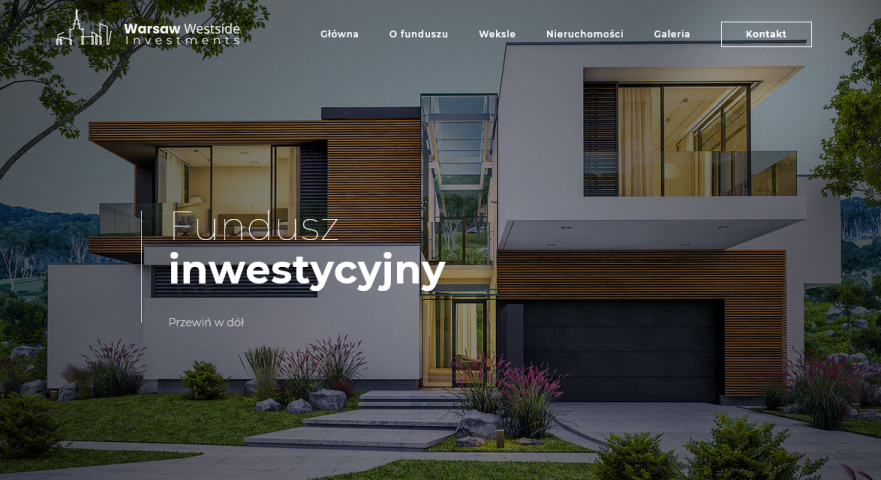 Warsaw Westside
Investments
Główna
O funduszu
Weksle
Nieruchomości
Galeria
Kontakt
Fundusz
inwestycyjny
Przewiń w dół